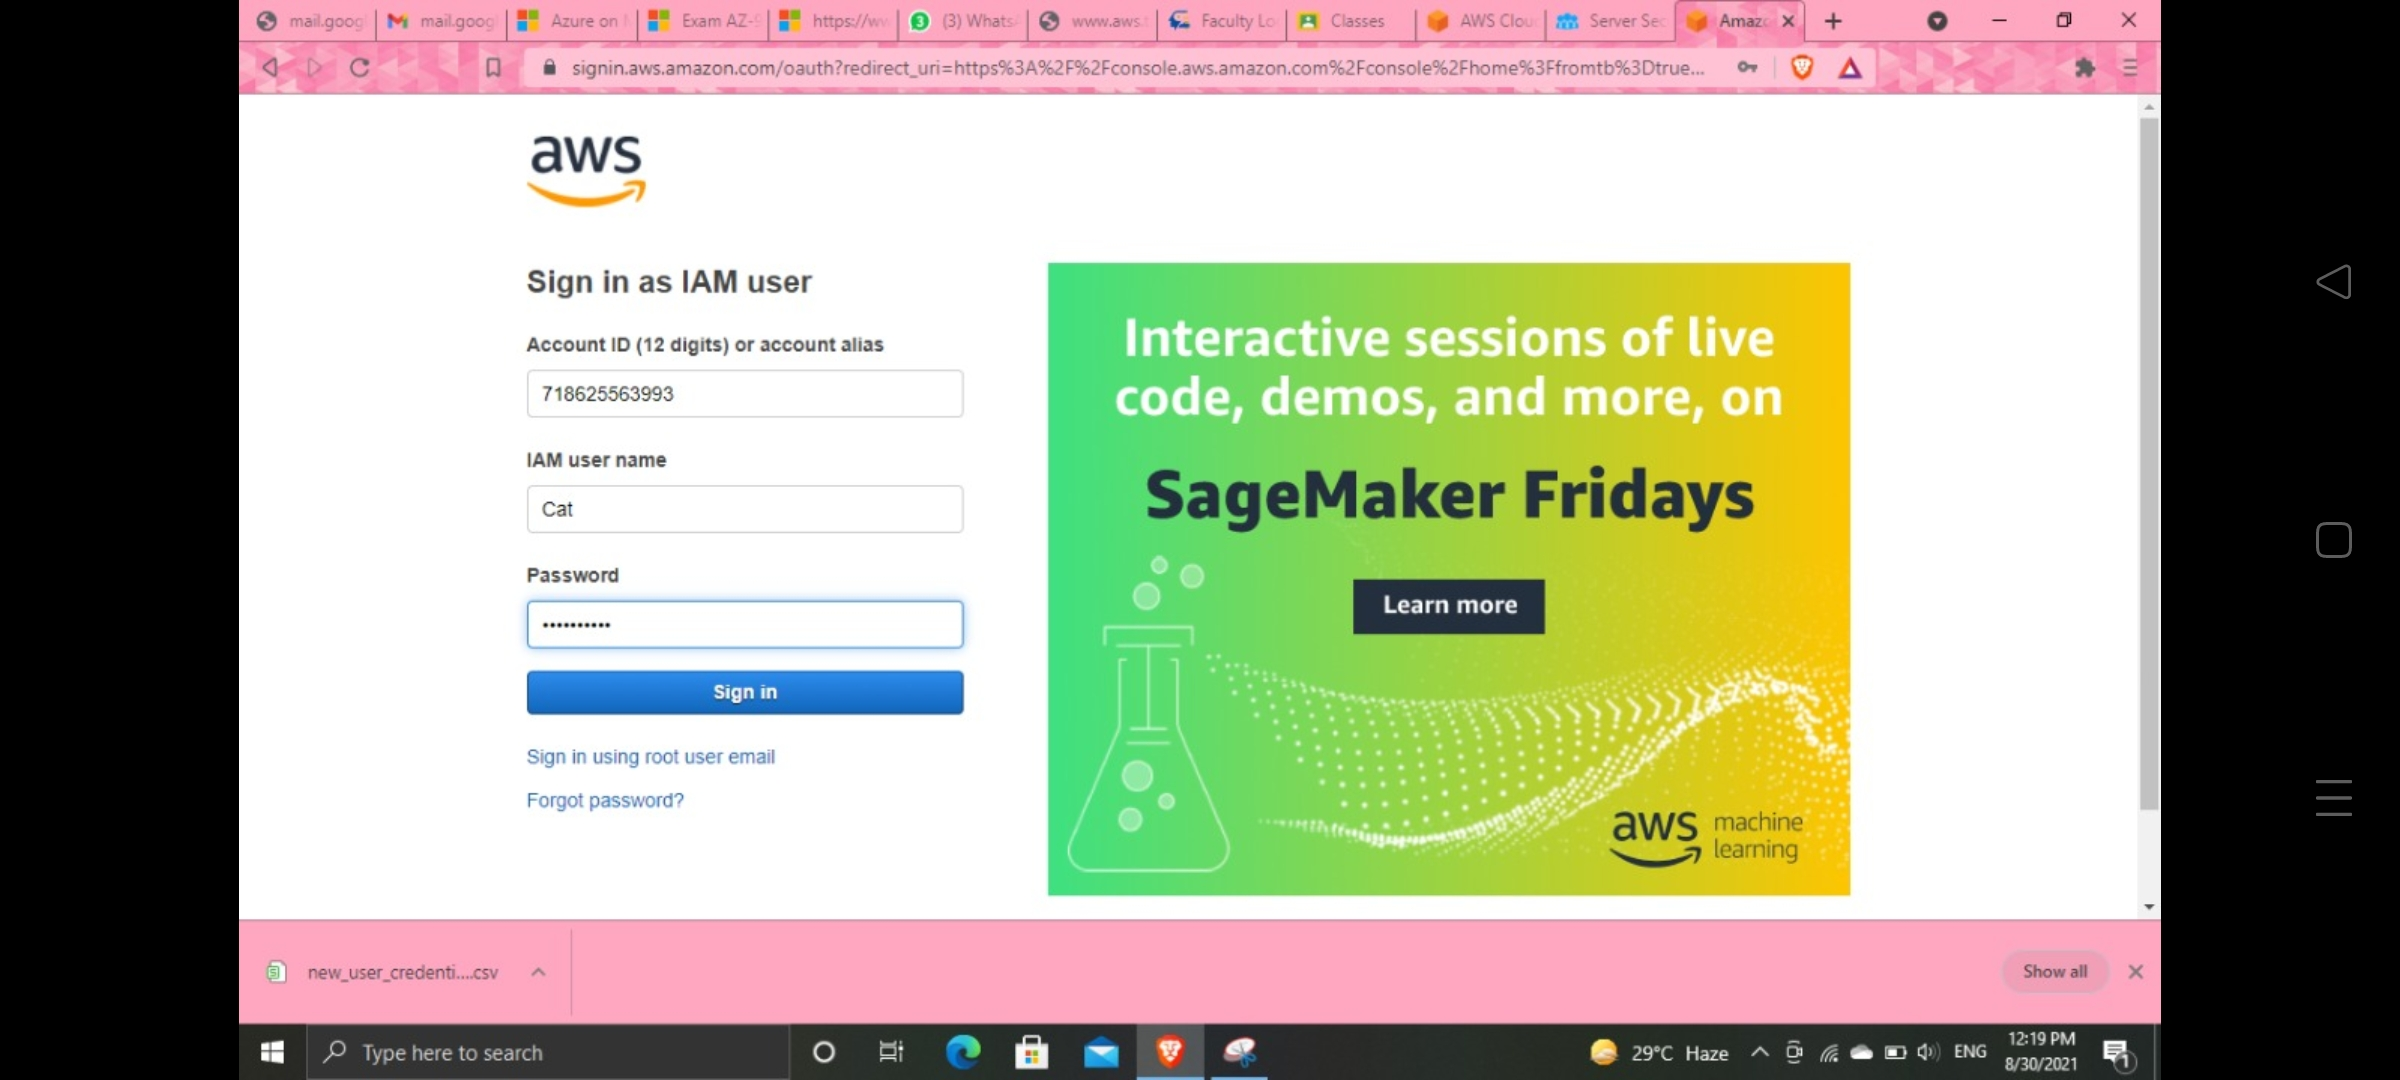 mail.goog
mail.goog
Azure on
Exam AZ-9
https://ww
(3) Whats
www.aws.
Faculty Lo
Classes
AWS Clou
Server Sec
Amazo
signin.aws.amazon.com/oauth?redirect_uri=https%3A%2F%2Fconsole.aws.amazon.com%2Fconsole%2Fhome%3Ffromtb%3Dtrue...
aws
Sign in as IAM user
Account ID (12 digits) or account alias
718625563993
IAM user name
Cat
Password
••••••••••
Sign in
Sign in using root user email
Forgot password?
Interactive sessions of live
code, demos, and more, on
SageMaker Fridays
Learn more
aws machine
learning
new_user_credenti....csv
Show all
Type here to search
29°C Haze
ENG
12:19 PM
8/30/2021
1